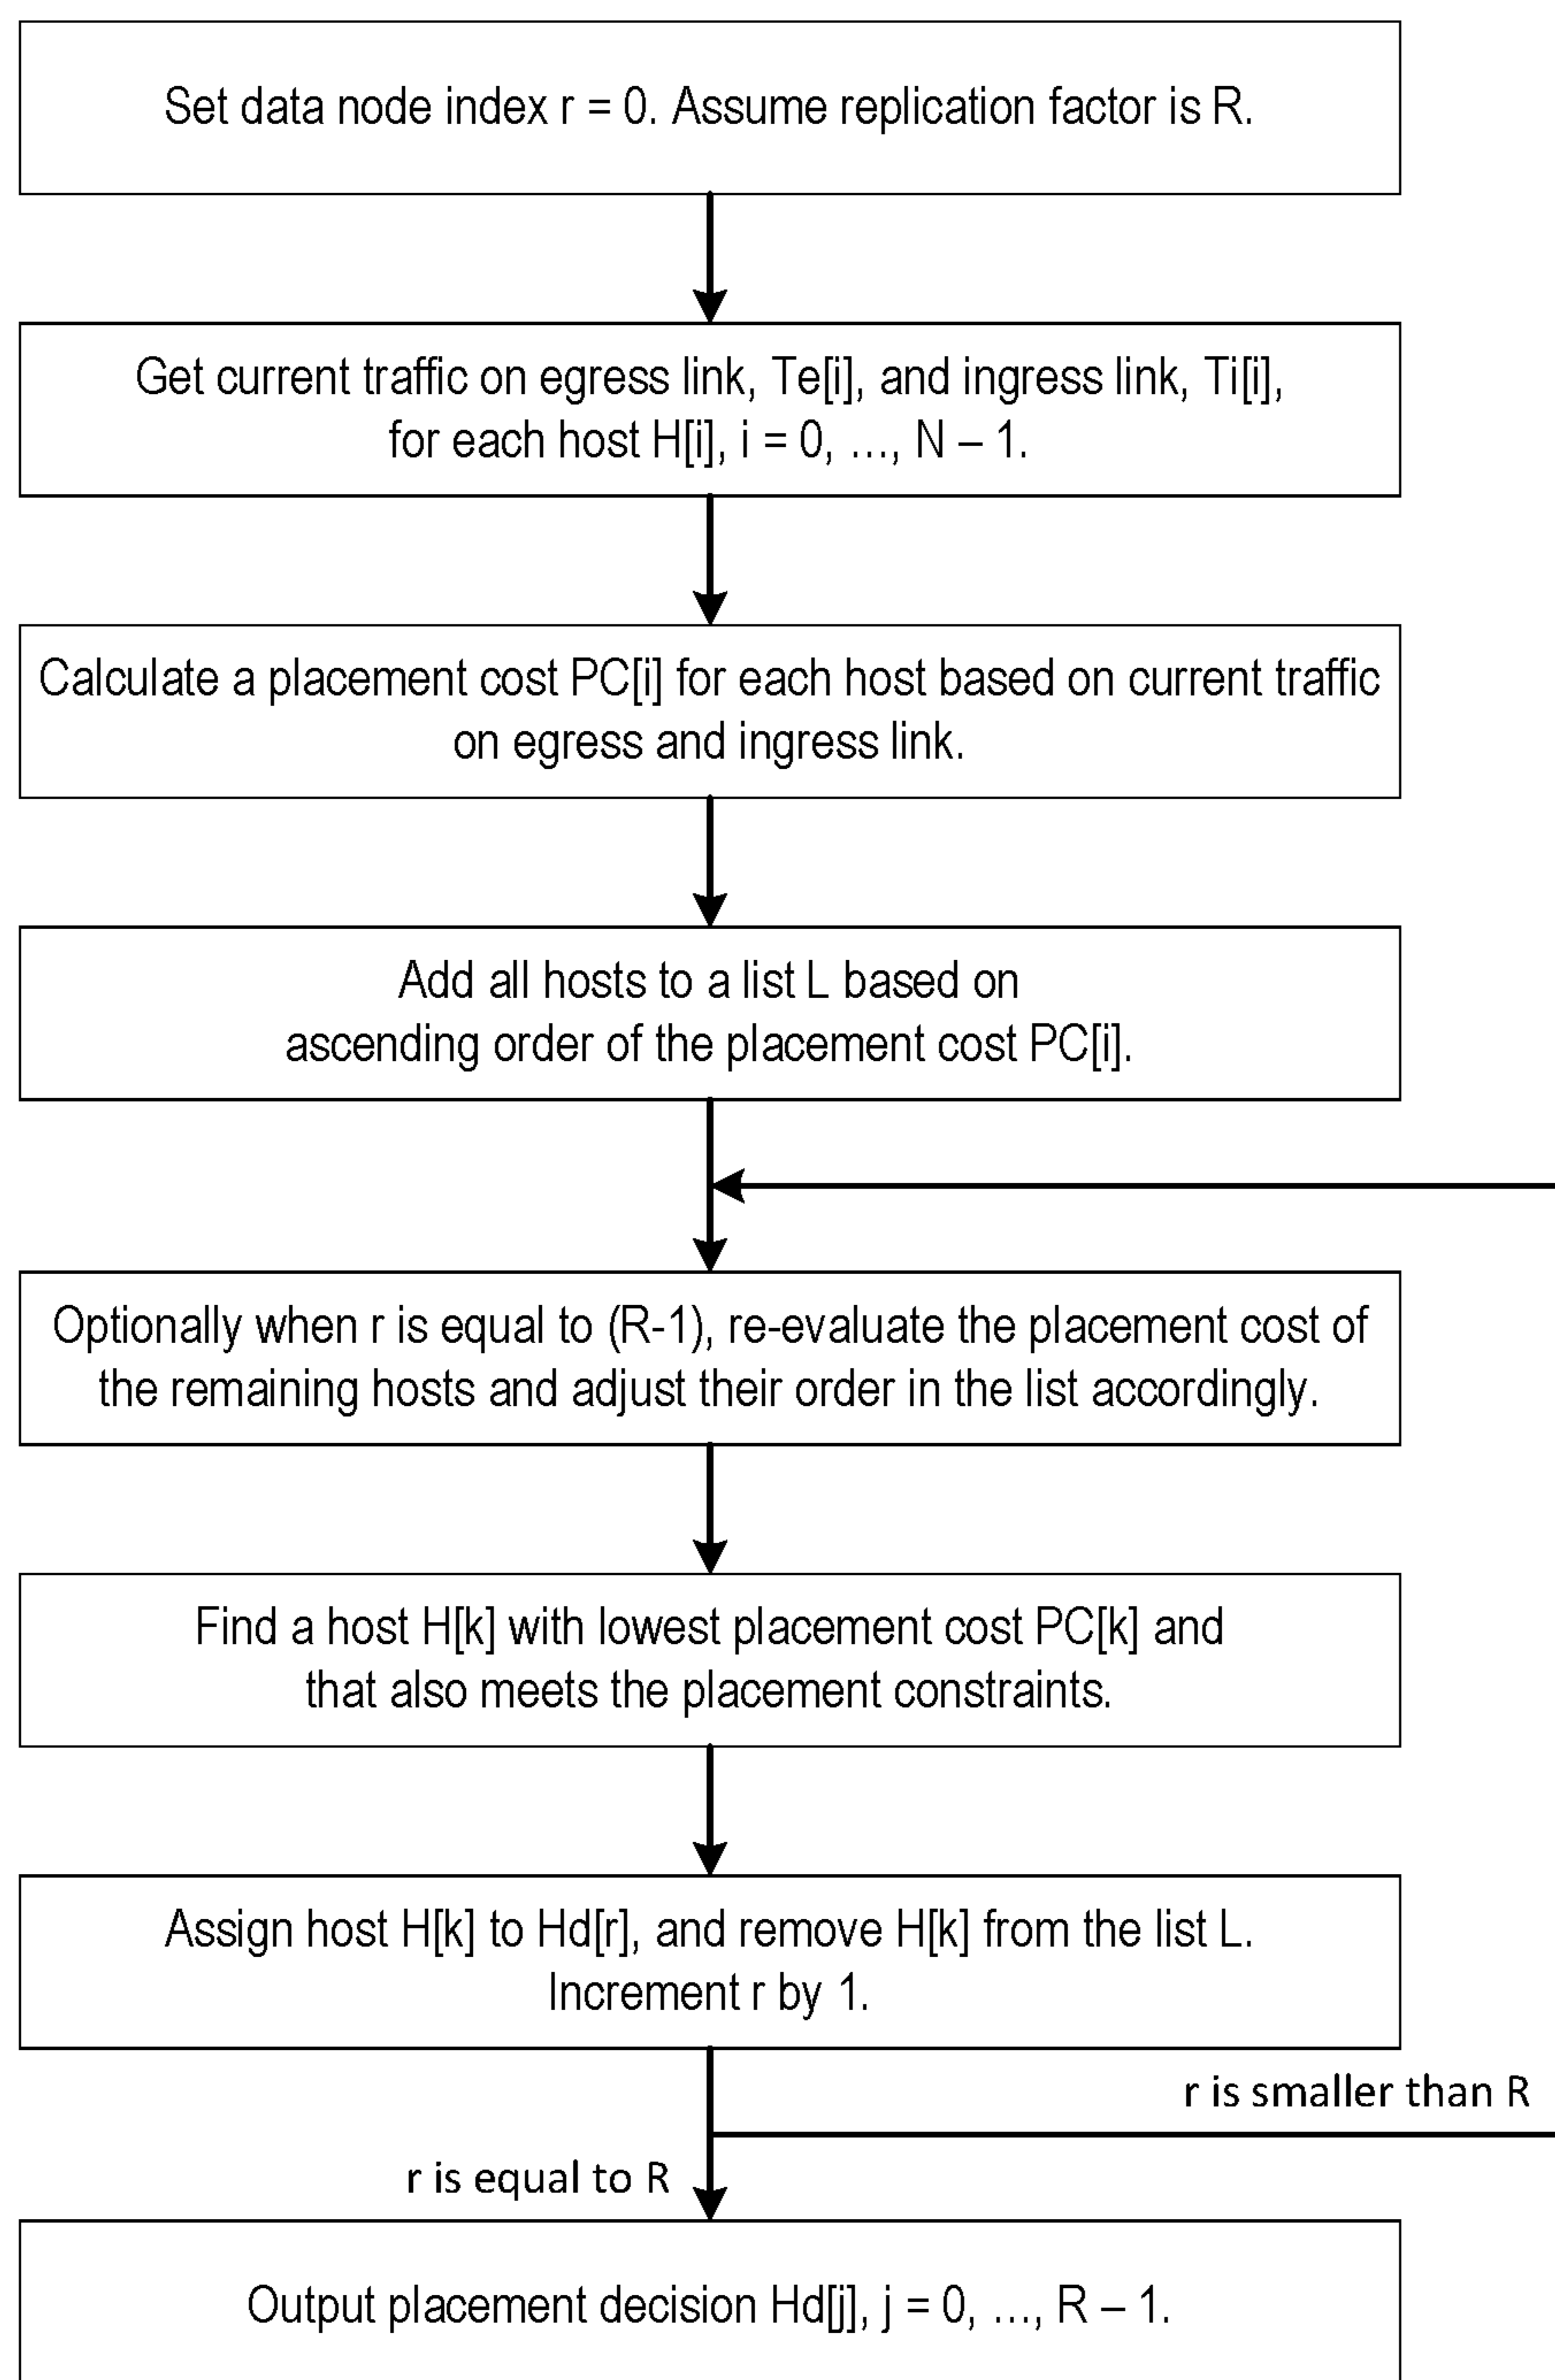 Set data node index r = 0. Assume replication factor is R.
Get current traffic on egress link, Te[i], and ingress link, Ti[i],
for each host H[i], i = 0, ..., N – 1.
Calculate a placement cost PC[i] for each host based on current traffic
on egress and ingress link.
Add all hosts to a list L based on
ascending order of the placement cost PC[i].
Optionally when r is equal to (R-1), re-evaluate the placement cost of
the remaining hosts and adjust their order in the list accordingly.
Find a host H[k] with lowest placement cost PC[k] and
that also meets the placement constraints.
Assign host H[k] to Hd[r], and remove H[k] from the list L.
Increment r by 1.
r is smaller than R
r is equal to R
Output placement decision Hd[j], j = 0, ..., R – 1.